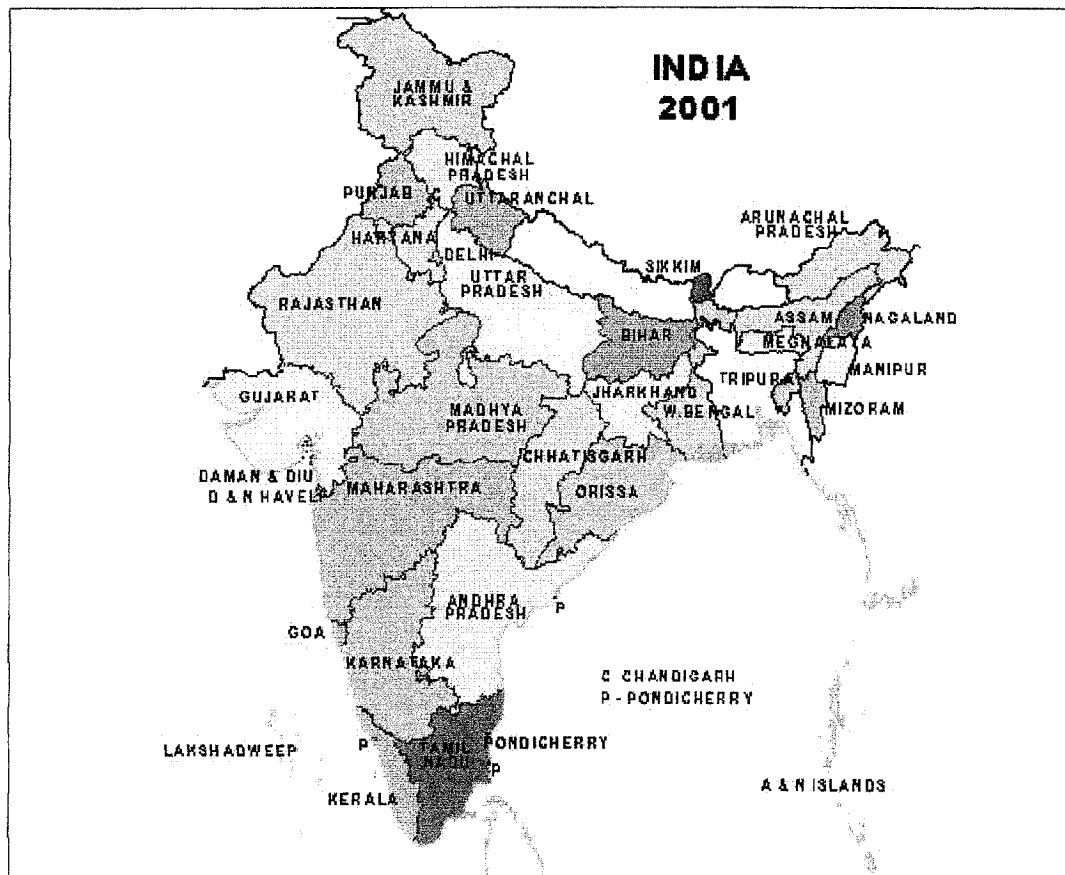 INDIA
2001
JAMMU &
KASHMIR
HIMACHAL
PRADESH
PUNJAB
C
UTTARANCHAL
HARYANA
DELHI
ARUNACHAL
PRADESH
SIKKIM
UTTAR
PRADESH
RAJASTHAN
ASSAM
NAGALAND
BIHAR
MEGHALAYA
MANIPUR
TRIPURA
GUJARAT
JHARKHAND
W.BENGAL
MIZORAM
MADHYA
PRADESH
CHHATISGARH
DAMAN & DIU
D & N HAVELI
MAHARASHTRA
ORISSA
ANDHRA
PRADESH
P
GOA
KARNATAKA
C CHANDIGARH
P - PONDICHERRY
LAKSHADWEEP
P
TAMIL
NADU
PONDICHERRY
P
KERALA
A & N ISLANDS